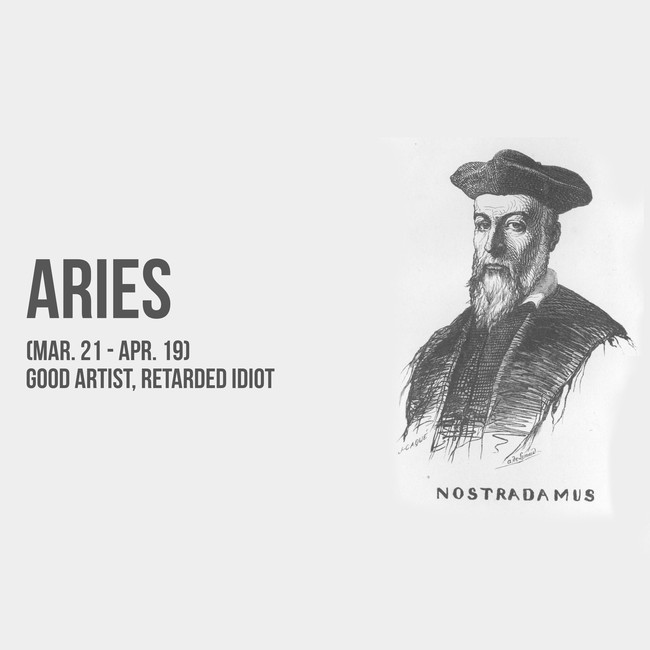 ARIES
(MAR. 21 - APR. 19)
GOOD ARTIST, RETARDED IDIOT
NOSTRADAMUS